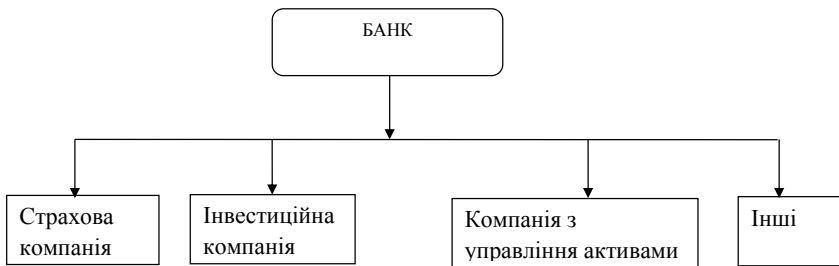 БАНК
Страхова
компанія
Інвестиційна
компанія
Компанія з
управління активами
Інші